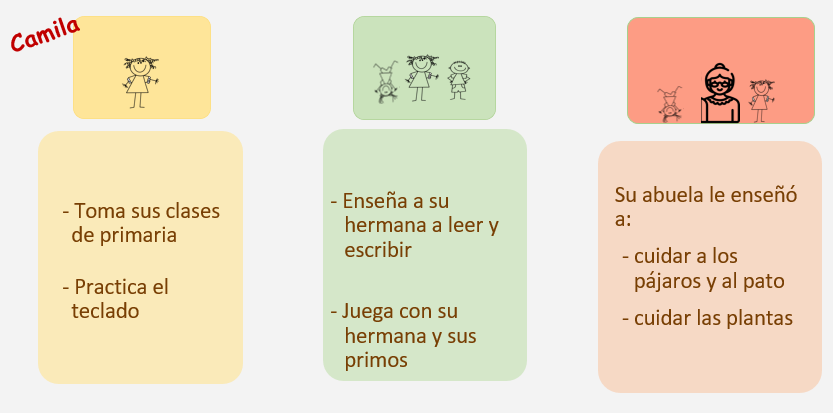 Camila
- Toma sus clases
de primaria
- Practica el
teclado
- Enseña a su
hermana a leer y
escribir
- Juega con su
hermana y sus
primos
Su abuela le enseñó
a:
- cuidar a los
pájaros y al pato
- cuidar las plantas